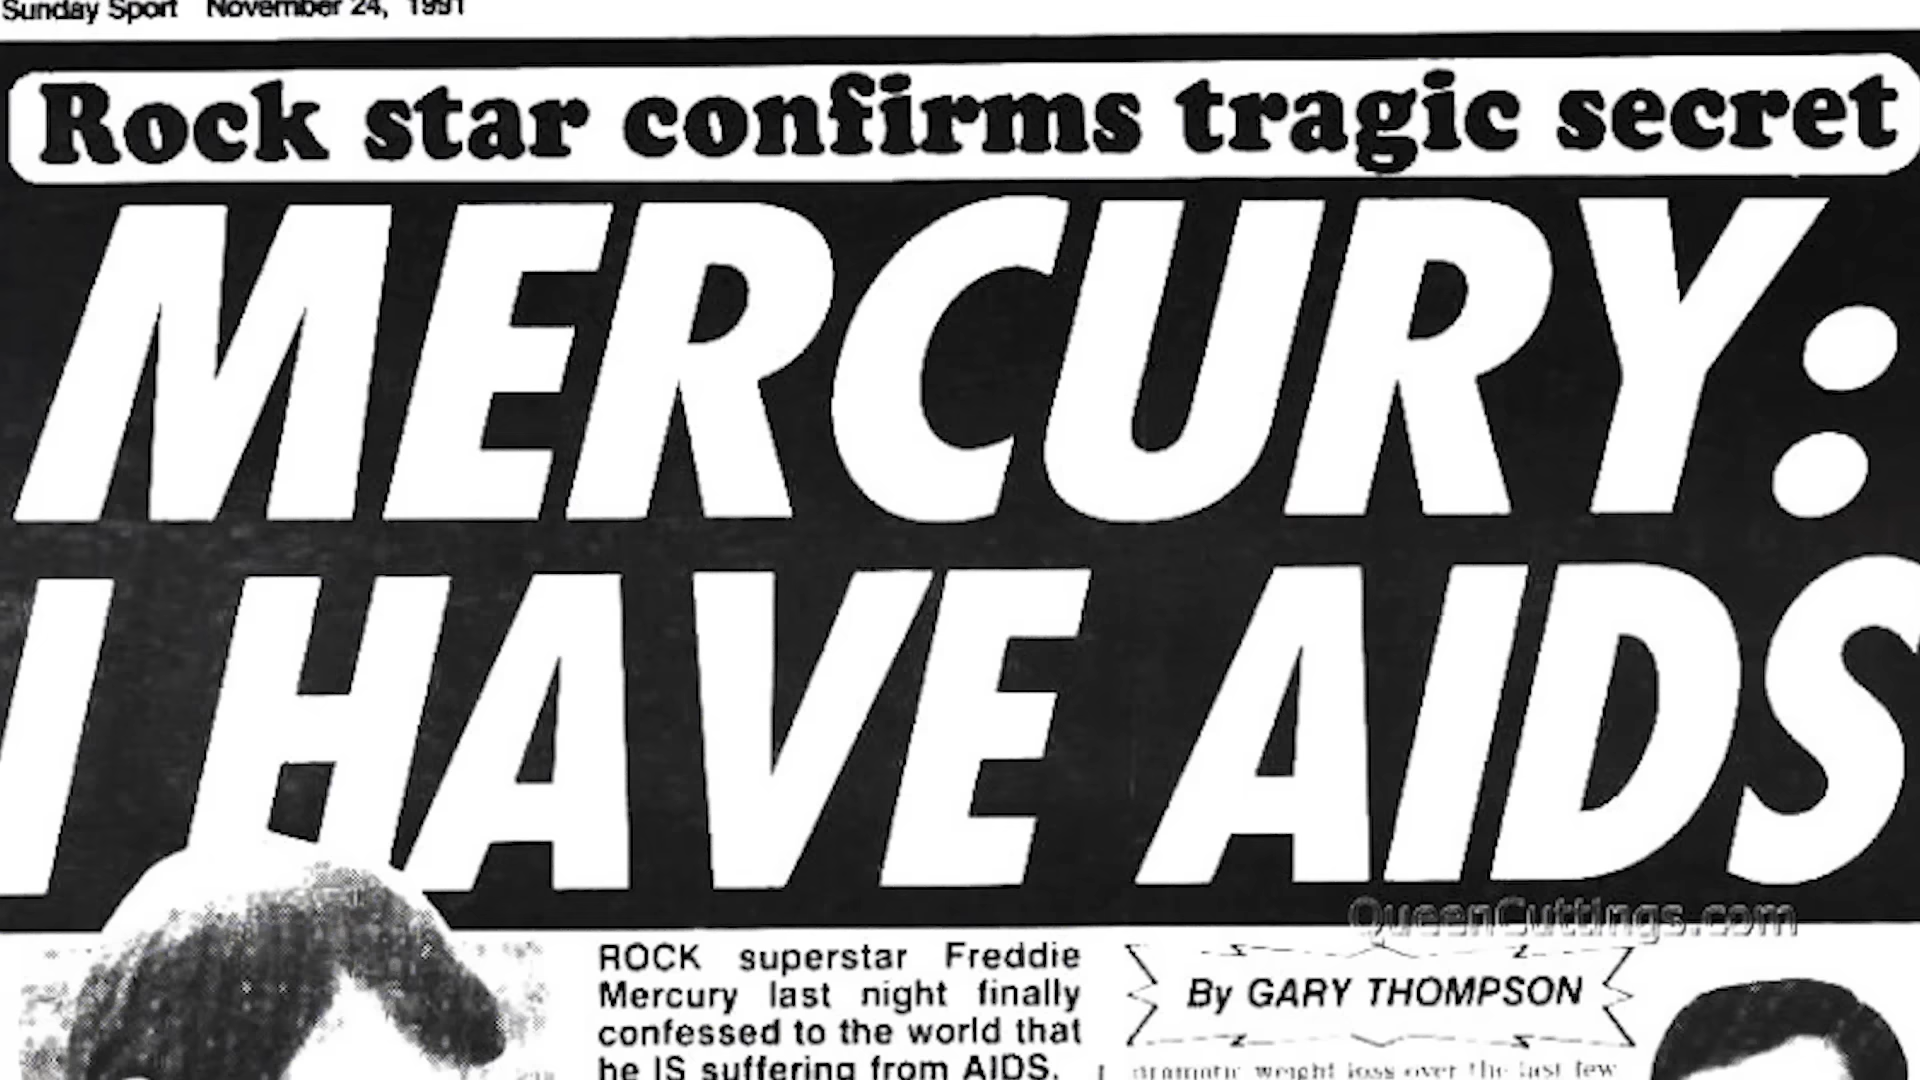 Sunday Sport November 24, 1991
Rock star confirms tragic secret
MERCURY:
I HAVE AIDS
QueenCuttings.com
ROCK superstar Freddie
Mercury last night finally
confessed to the world that
he IS suffering from AIDS.
By GARY THOMPSON
dramatic weight loss over the last few